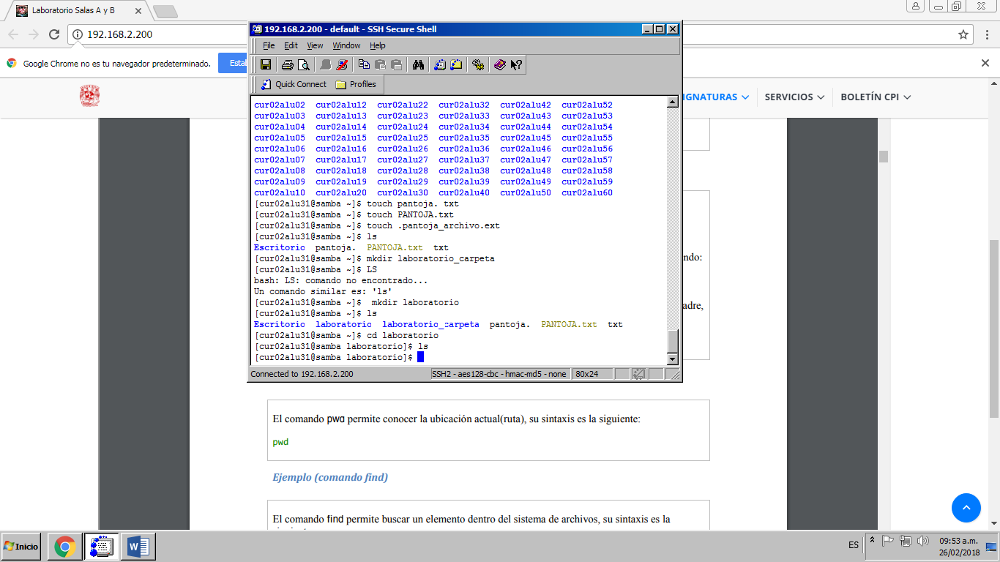 Laboratorio Salas A y B
192.168.2.200
Google Chrome no es tu navegador predeterminado.
Estal
IGNATURAS SERVICIOS BOLETÍN CPI
192.168.2.200 - default - SSH Secure Shell
File Edit View Window Help
Quick Connect Profiles
cur02alu02 cur02alu12 cur02alu22 cur02alu32 cur02alu42 cur02alu52
cur02alu03 cur02alu13 cur02alu23 cur02alu33 cur02alu43 cur02alu53
cur02alu04 cur02alu14 cur02alu24 cur02alu34 cur02alu44 cur02alu54
cur02alu05 cur02alu15 cur02alu25 cur02alu35 cur02alu45 cur02alu55
cur02alu06 cur02alu16 cur02alu26 cur02alu36 cur02alu46 cur02alu56
cur02alu07 cur02alu17 cur02alu27 cur02alu37 cur02alu47 cur02alu57
cur02alu08 cur02alu18 cur02alu28 cur02alu38 cur02alu48 cur02alu58
cur02alu09 cur02alu19 cur02alu29 cur02alu39 cur02alu49 cur02alu59
cur02alu10 cur02alu20 cur02alu30 cur02alu40 cur02alu50 cur02alu60
[cur02alu31@samba ~]$ touch pantoja. txt
[cur02alu31@samba ~]$ touch PANTOJA.txt
[cur02alu31@samba ~]$ touch .pantoja_archivo.ext
[cur02alu31@samba ~]$ ls
Escritorio pantoja. PANTOJA.txt txt
[cur02alu31@samba ~]$ mkdir laboratorio_carpeta
[cur02alu31@samba ~]$ LS
bash: LS: comando no encontrado...
Un comando similar es: 'ls'
[cur02alu31@samba ~]$  mkdir laboratorio
[cur02alu31@samba ~]$ ls
Escritorio laboratorio laboratorio_carpeta pantoja. PANTOJA.txt txt
[cur02alu31@samba ~]$ cd laboratorio
[cur02alu31@samba laboratorio]$ ls
[cur02alu31@samba laboratorio]$
Connected to 192.168.2.200 SSH2 - aes128-cbc - hmac-md5 - none 80x24
ndo:
adre,
El comando pwd permite conocer la ubicación actual(ruta), su sintaxis es la siguiente:
pwd
Ejemplo (comando find)
El comando find permite buscar un elemento dentro del sistema de archivos, su sintaxis es la
Inicio
ES
09:53 a.m.
26/02/2018